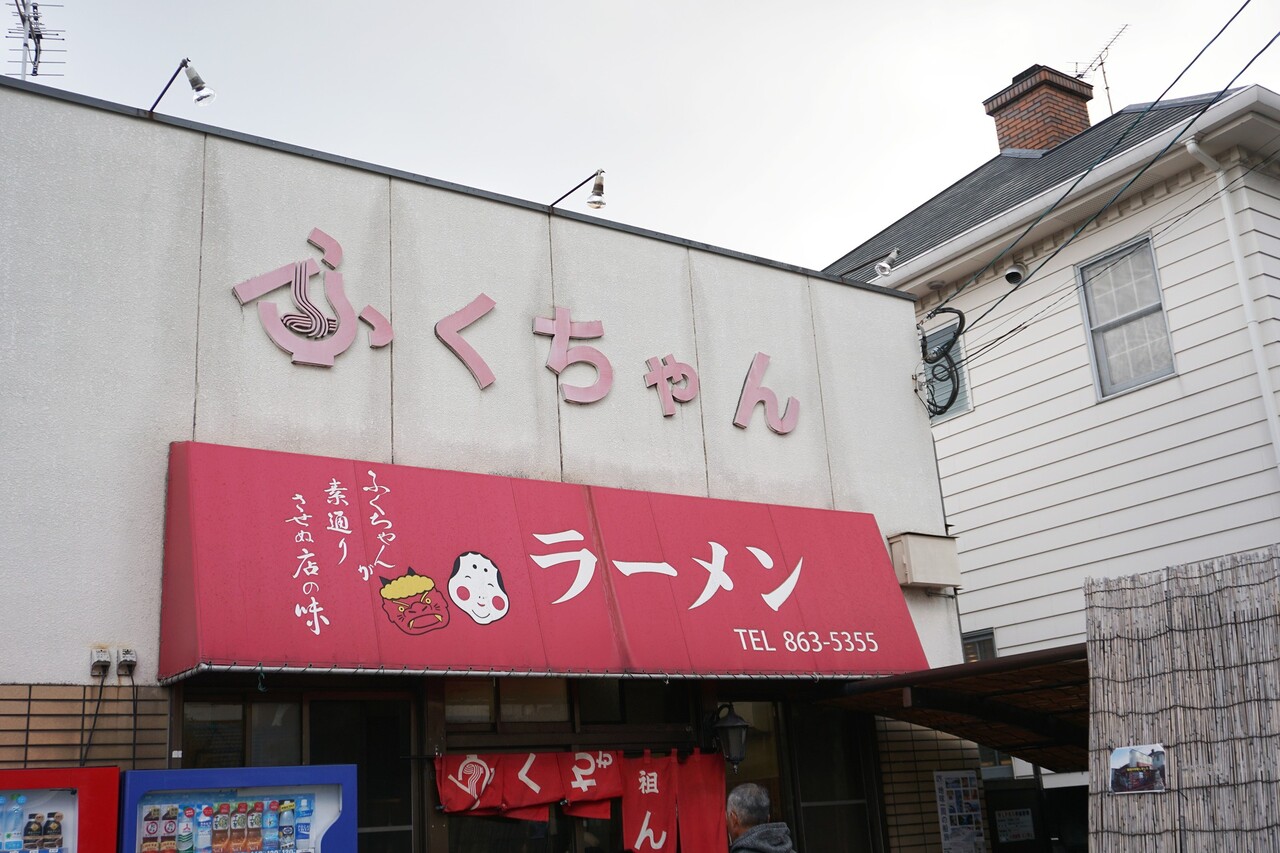 ふくちゃん
ふくちゃんが
素通り
させぬ店の味
ラーメン
TEL 863-5355
ふくちゃ
祖
ん